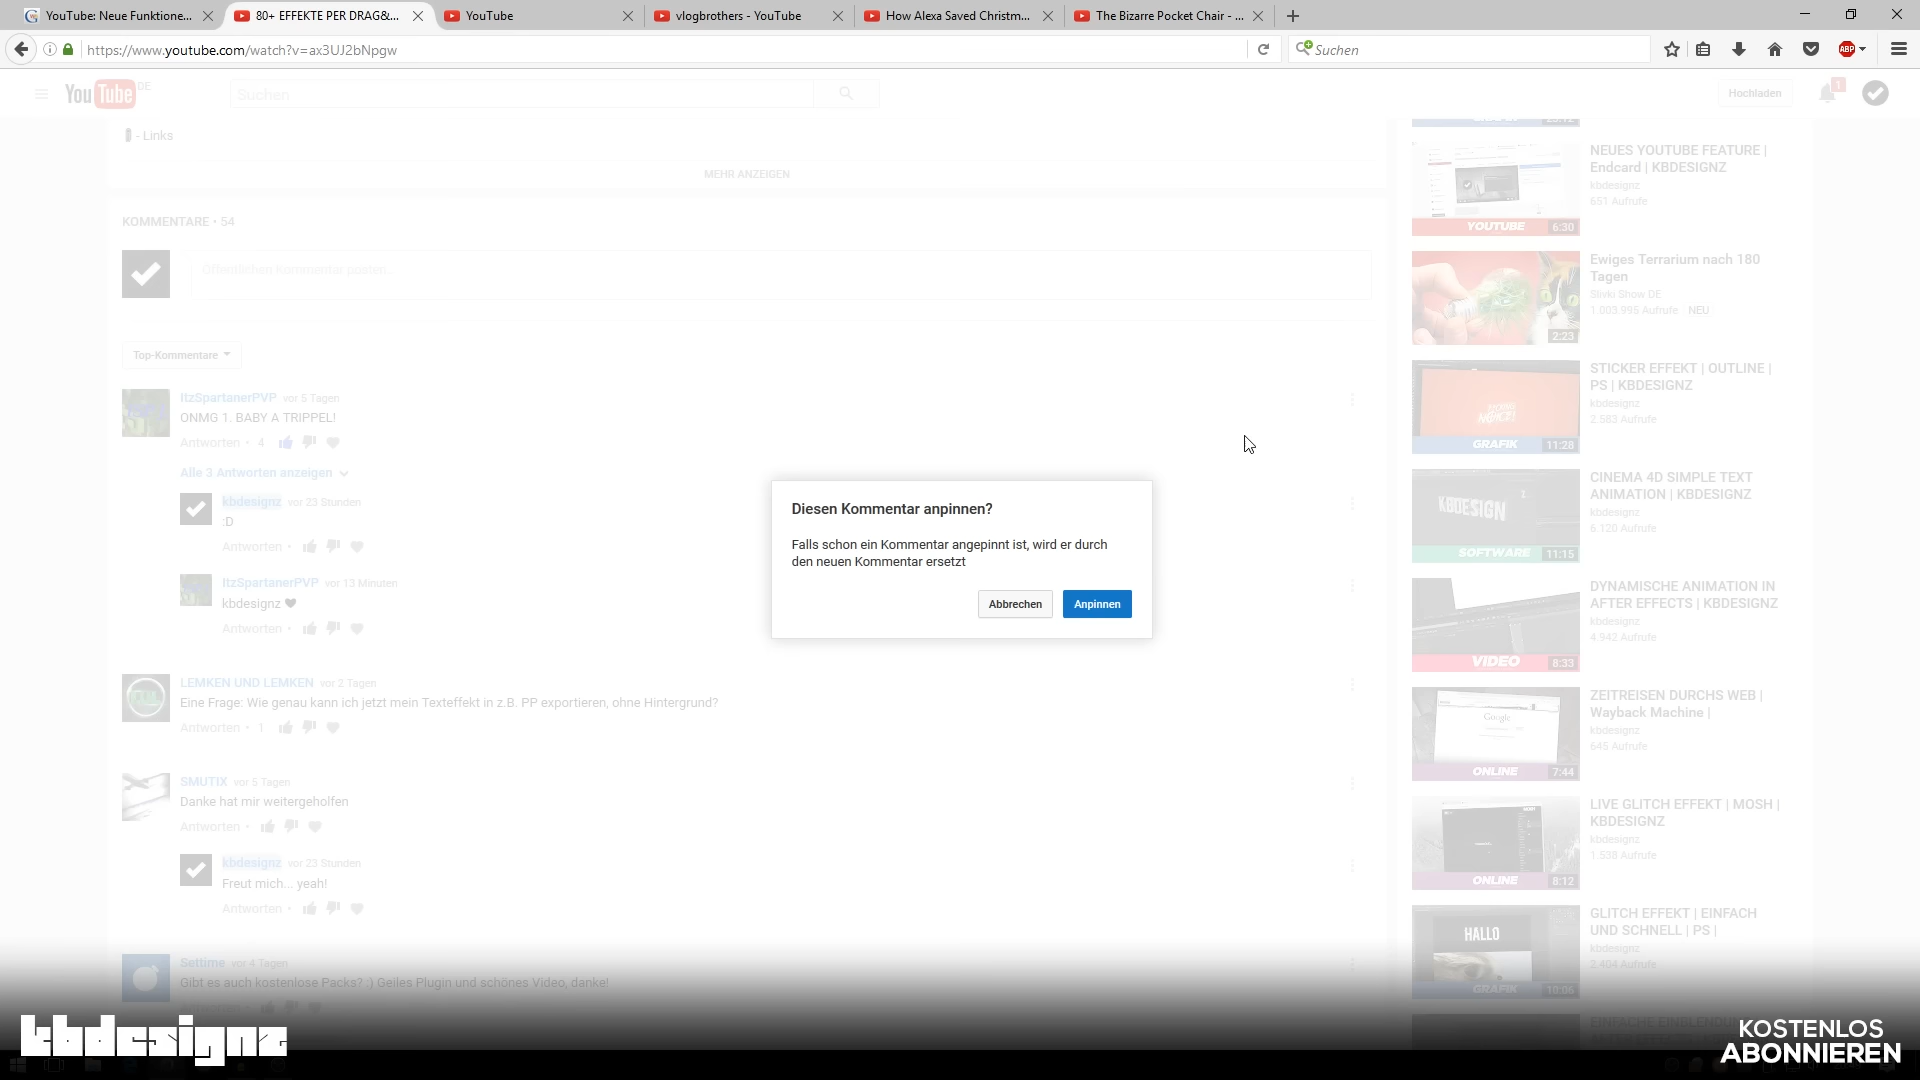 YouTube: Neue Funktione...
80+ EFFEKTE PER DRAG&...
YouTube
vlogbrothers - YouTube
How Alexa Saved Christm...
The Bizarre Pocket Chair - ...
https://www.youtube.com/watch?v=ax3UJ2bNpgw
Suchen
ABP
YouTube DE
Suchen
Hochladen
1
- Links
MEHR ANZEIGEN
KOMMENTARE • 54
Öffentlichen Kommentar posten...
Top-Kommentare
ItzSpartanerPVP vor 5 Tagen
ONMG 1. BABY A TRIPPEL!
Antworten • 4
Alle 3 Antworten anzeigen
kbdesignz vor 23 Stunden
:D
Antworten •
ItzSpartanerPVP vor 13 Minuten
kbdesignz ♥
Antworten •
LEMKEN UND LEMKEN vor 2 Tagen
Eine Frage: Wie genau kann ich jetzt mein Texteffekt in z.B. PP exportieren, ohne Hintergrund?
Antworten • 1
SMUTIX vor 5 Tagen
Danke hat mir weitergeholfen
Antworten •
kbdesignz vor 23 Stunden
Freut mich... yeah!
Antworten •
Settime vor 4 Tagen
Gibt es auch kostenlose Packs? :) Geiles Plugin und schönes Video, danke!
Diesen Kommentar anpinnen?
Falls schon ein Kommentar angepinnt ist, wird er durch
den neuen Kommentar ersetzt
Abbrechen
Anpinnen
NEUES YOUTUBE FEATURE |
Endcard | KBDESIGNZ
kbdesignz
651 Aufrufe
YOUTUBE 6:30
Ewiges Terrarium nach 180
Tagen
Slivki Show DE
1.003.995 Aufrufe NEU
2:23
STICKER EFFEKT | OUTLINE |
PS | KBDESIGNZ
kbdesignz
2.583 Aufrufe
GRAFIK 11:28
CINEMA 4D SIMPLE TEXT
ANIMATION | KBDESIGNZ
kbdesignz
6.120 Aufrufe
KBDESIGN
SOFTWARE 11:15
DYNAMISCHE ANIMATION IN
AFTER EFFECTS | KBDESIGNZ
kbdesignz
4.942 Aufrufe
VIDEO 8:33
ZEITREISEN DURCHS WEB |
Wayback Machine |
kbdesignz
645 Aufrufe
Google
ONLINE 7:44
LIVE GLITCH EFFEKT | MOSH |
KBDESIGNZ
kbdesignz
1.538 Aufrufe
ONLINE 8:12
GLITCH EFFEKT | EINFACH
UND SCHNELL | PS |
kbdesignz
2.404 Aufrufe
HALLO
GRAFIK 10:06
kbdesignz
KOSTENLOS
ABONNIEREN